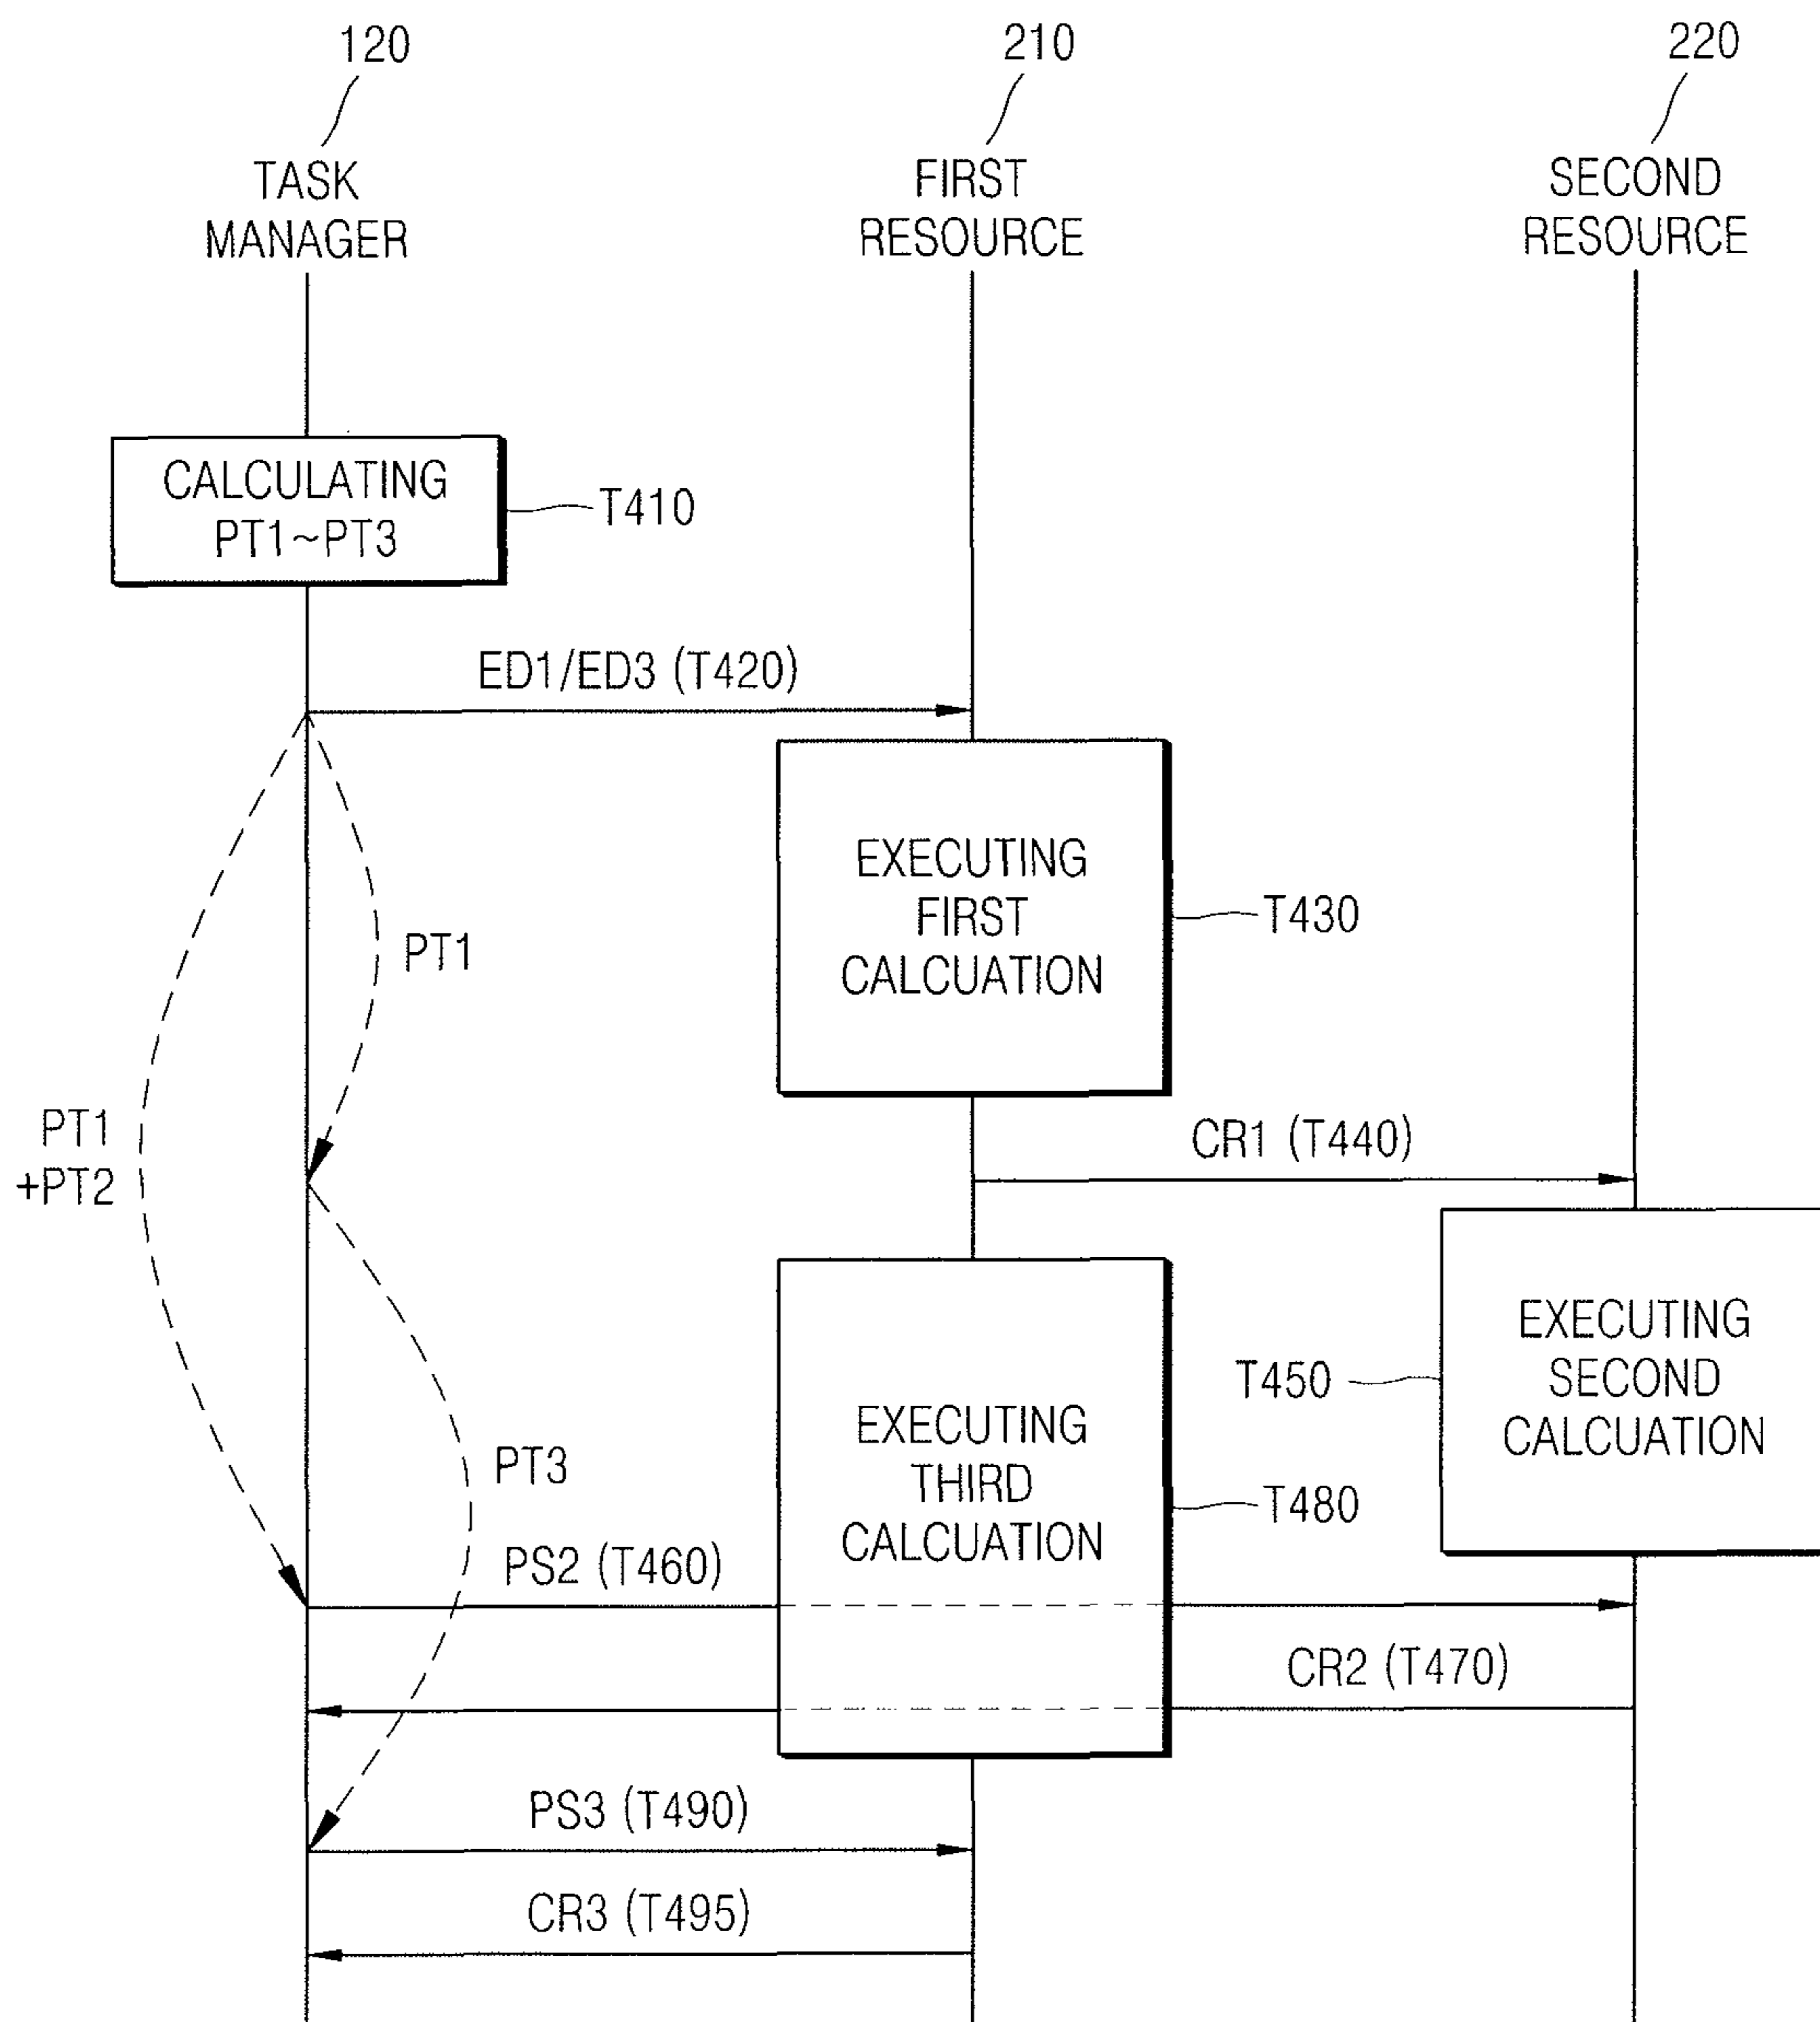 120
210
220
TASK
MANAGER
FIRST
RESOURCE
SECOND
RESOURCE
CALCULATING
PT1~PT3
T410
ED1/ED3 (T420)
EXECUTING
FIRST
CALCUATION
T430
PT1
PT1
+PT2
CR1 (T440)
EXECUTING
SECOND
CALCUATION
T450
EXECUTING
THIRD
CALCUATION
T480
PT3
PS2 (T460)
CR2 (T470)
PS3 (T490)
CR3 (T495)